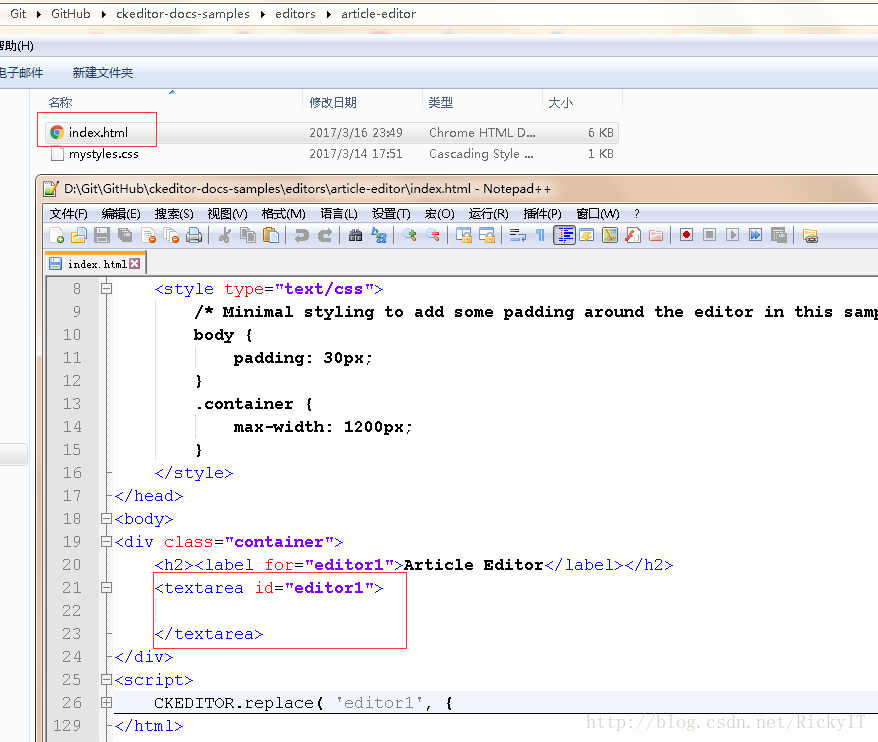 Git ▸ GitHub ▸ ckeditor-docs-samples ▸ editors ▸ article-editor
帮助(H)
电子邮件 新建文件夹
名称 修改日期 类型 大小
index.html 2017/3/16 23:49 Chrome HTML D... 6 KB
mystyles.css 2017/3/14 17:51 Cascading Style ... 1 KB
D:\Git\GitHub\ckeditor-docs-samples\editors\article-editor\index.html - Notepad++
文件(F) 编辑(E) 搜索(S) 视图(V) 格式(M) 语言(L) 设置(T) 宏(O) 运行(R) 插件(P) 窗口(W) ?
index.html
8 <style type="text/css">
9 /* Minimal styling to add some padding around the editor in this samp
10 body {
11 padding: 30px;
12 }
13 .container {
14 max-width: 1200px;
15 }
16 </style>
17 </head>
18 <body>
19 <div class="container">
20 <h2><label for="editor1">Article Editor</label></h2>
21 <textarea id="editor1">
22
23 </textarea>
24 </div>
25 <script>
26 CKEDITOR.replace( 'editor1', {
129 </html>
http://blog.csdn.net/RickyIT